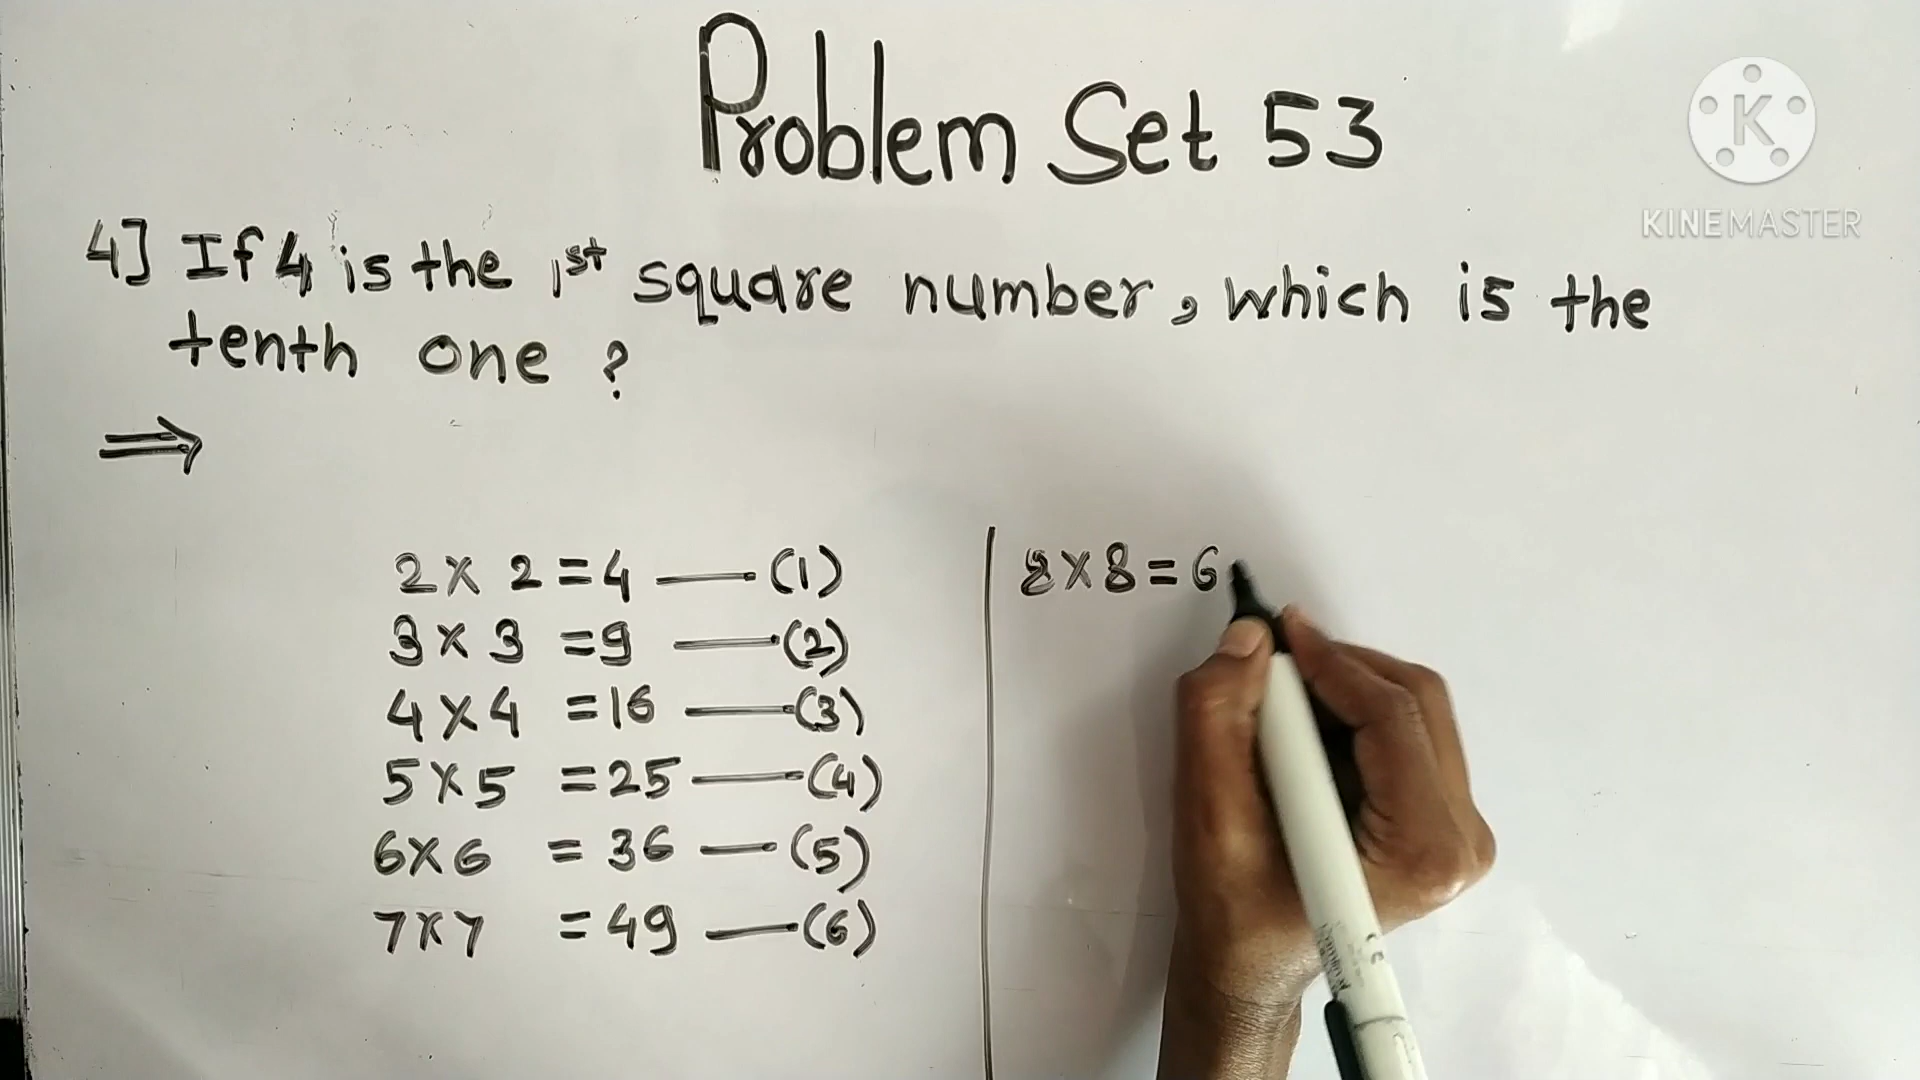 Problem Set 53
K
KINEMASTER
4] If 4 is the 1st square number, which is the
tenth one ?
⇒
2 × 2 = 4 —— (1)
3 × 3 = 9 —— (2)
4 × 4 = 16 —— (3)
5 × 5 = 25 —— (4)
6 × 6 = 36 —— (5)
7 × 7 = 49 —— (6)
8 × 8 = 6